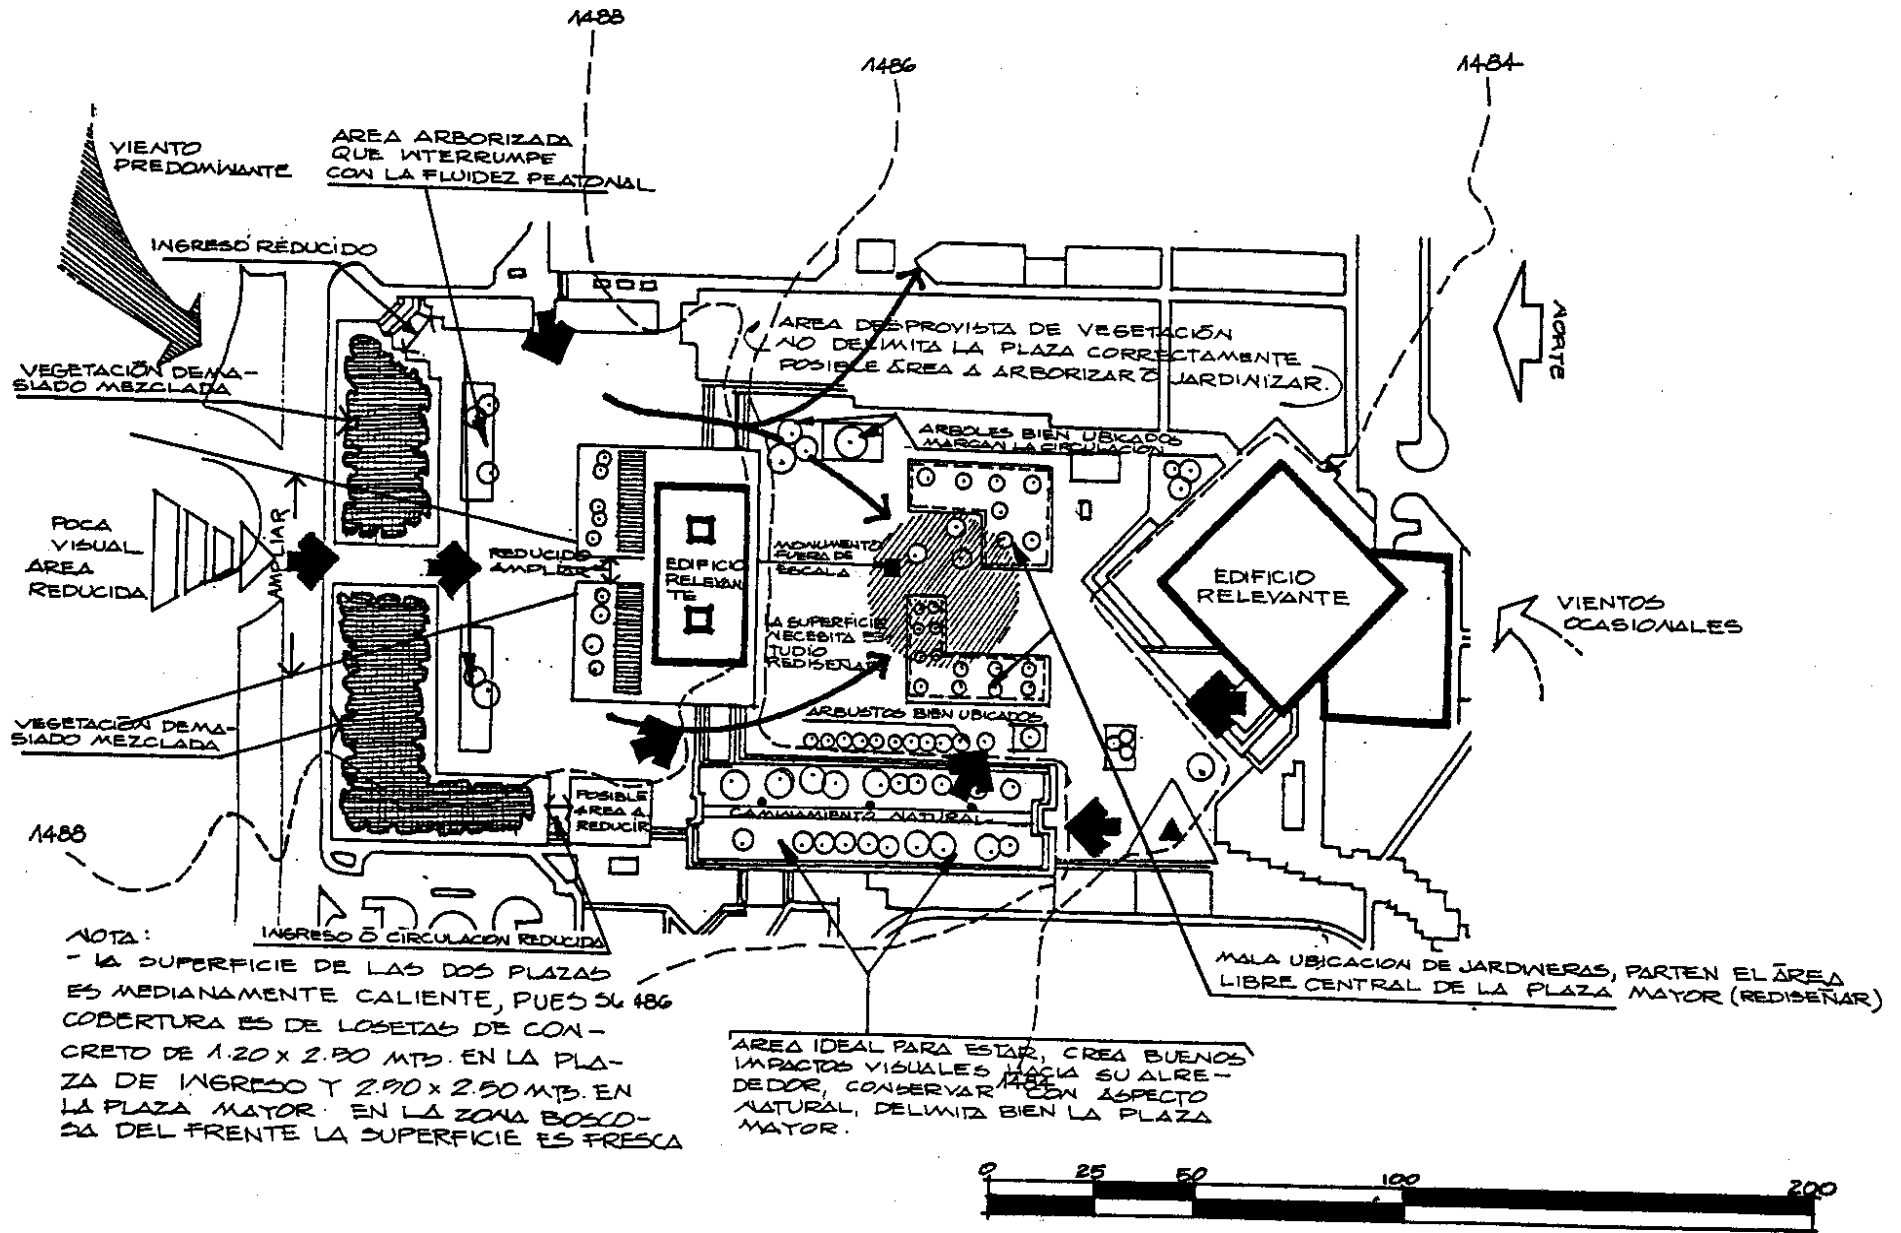 1488
1486
1484
VIENTO
PREDOMINANTE
AREA ARBORIZADA
QUE INTERRUMPE
CON LA FLUIDEZ PEATONAL
INGRESO REDUCIDO
NORTE
AREA DESPROVISTA DE VEGETACIÓN
NO DELIMITA LA PLAZA CORRECTAMENTE
POSIBLE ÁREA A ARBORIZAR Ó JARDINIZAR.
VEGETACIÓN DEMA-
SIADO MEZCLADA
ARBOLES BIEN UBICADOS
MARCAN LA CIRCULACION
POCA
VISUAL
AREA
REDUCIDA
AMPLIAR
REDUCIDO
AMPLIAR
EDIFICIO
RELEVAN
TE
MONUMENTO
FUERA DE
ESCALA
LA SUPERFICIE
NECESITA ES
TUDIO
REDISEÑAR
EDIFICIO
RELEVANTE
VIENTOS
OCASIONALES
VEGETACIÓN DEMA-
SIADO MEZCLADA
ARBUSTOS BIEN UBICADOS
POSIBLE
AREA A
REDUCIR
CAMINAMIENTO NATURAL
1488
INGRESO Ó CIRCULACION REDUCIDA
NOTA:
- LA SUPERFICIE DE LAS DOS PLAZAS
ES MEDIANAMENTE CALIENTE, PUES SU 486
COBERTURA ES DE LOSETAS DE CON-
CRETO DE 1.20 x 2.50 MTS. EN LA PLA-
ZA DE INGRESO Y 2.50 x 2.50 MTS. EN
LA PLAZA MAYOR. EN LA ZONA BOSCO-
SA DEL FRENTE LA SUPERFICIE ES FRESCA
MALA UBICACION DE JARDINERAS, PARTEN EL ÁREA
LIBRE CENTRAL DE LA PLAZA MAYOR (REDISEÑAR)
AREA IDEAL PARA ESTAR, CREA BUENOS
IMPACTOS VISUALES HACIA SU ALRE-
DEDOR, CONSERVAR CON ASPECTO
1484
NATURAL, DELIMITA BIEN LA PLAZA
MAYOR.
0 25 50 100 200